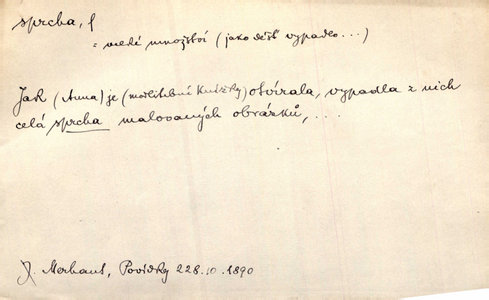 sprcha, f
= velké množství (jako déšť vypadlo...)
Jak (Anna) je (modlitební knížky) otvírala, vypadla z nich
celá sprcha malovaných obrázků, ...
Merhaut, Povídky 228. 10. 1890